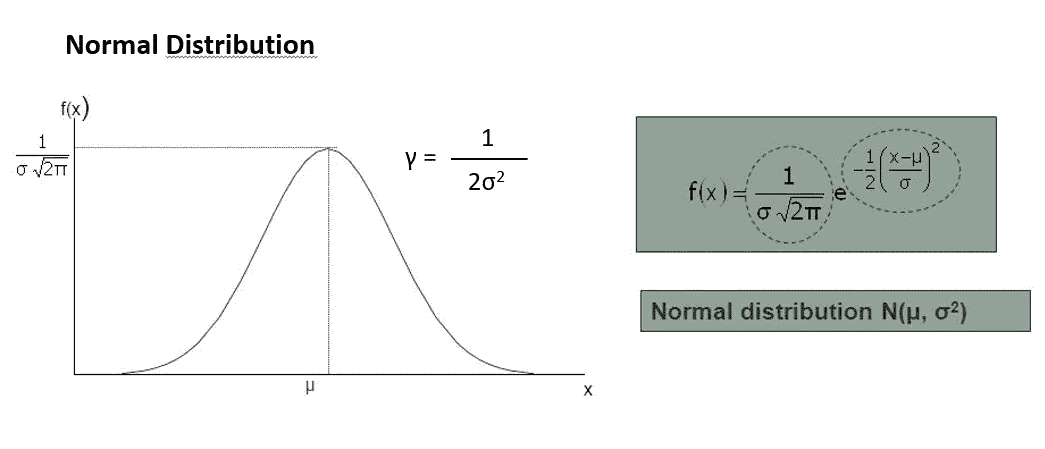 Normal Distribution
f(x)
1
σ √2π
γ = 1
2σ²
μ
x
f(x) = 1/(σ √2π) e^(-1/2 ((x-μ)/σ)²)
Normal distribution N(μ, σ²)